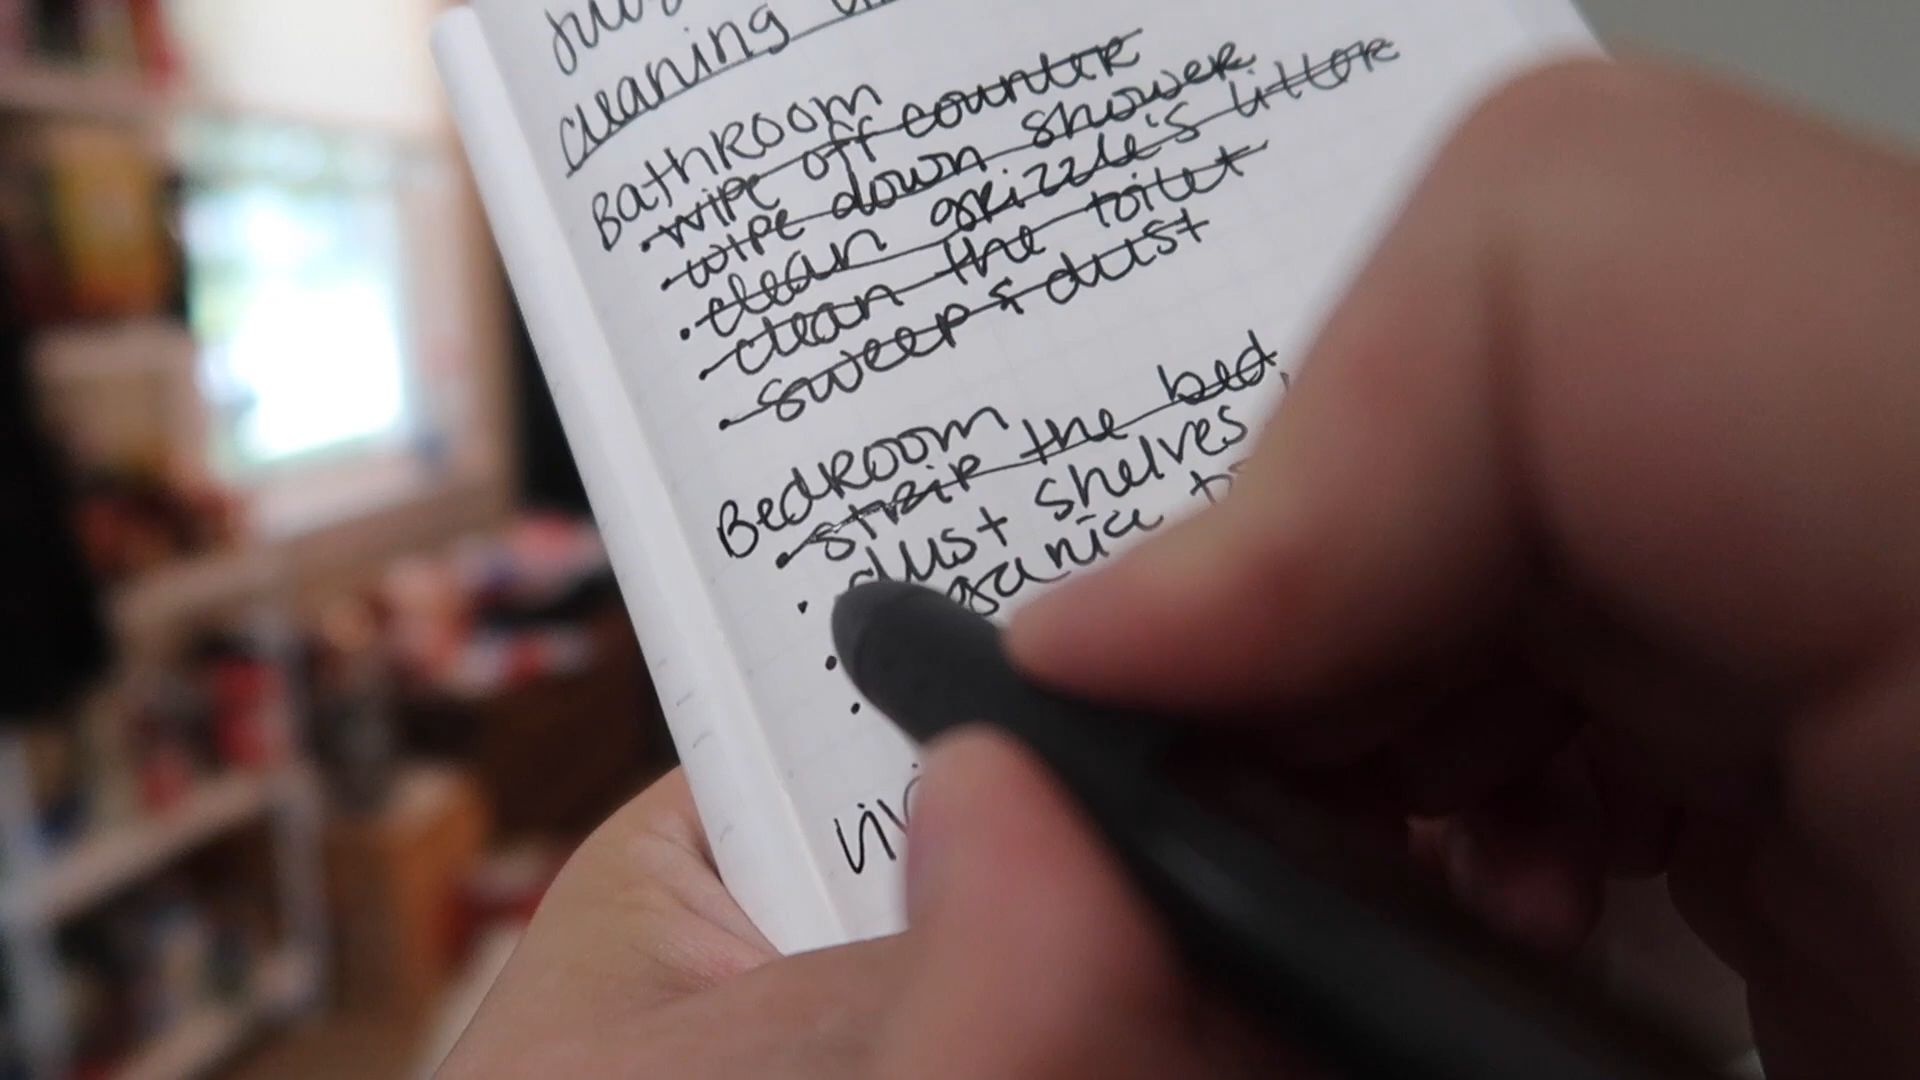 cleaning
BathRoom
• wipe off counter
• wipe down shower
• clean grizzle's litter
• clean the toilet
• sweep & dust
BedRoom
• strip the bed
• dust shelves
•
•